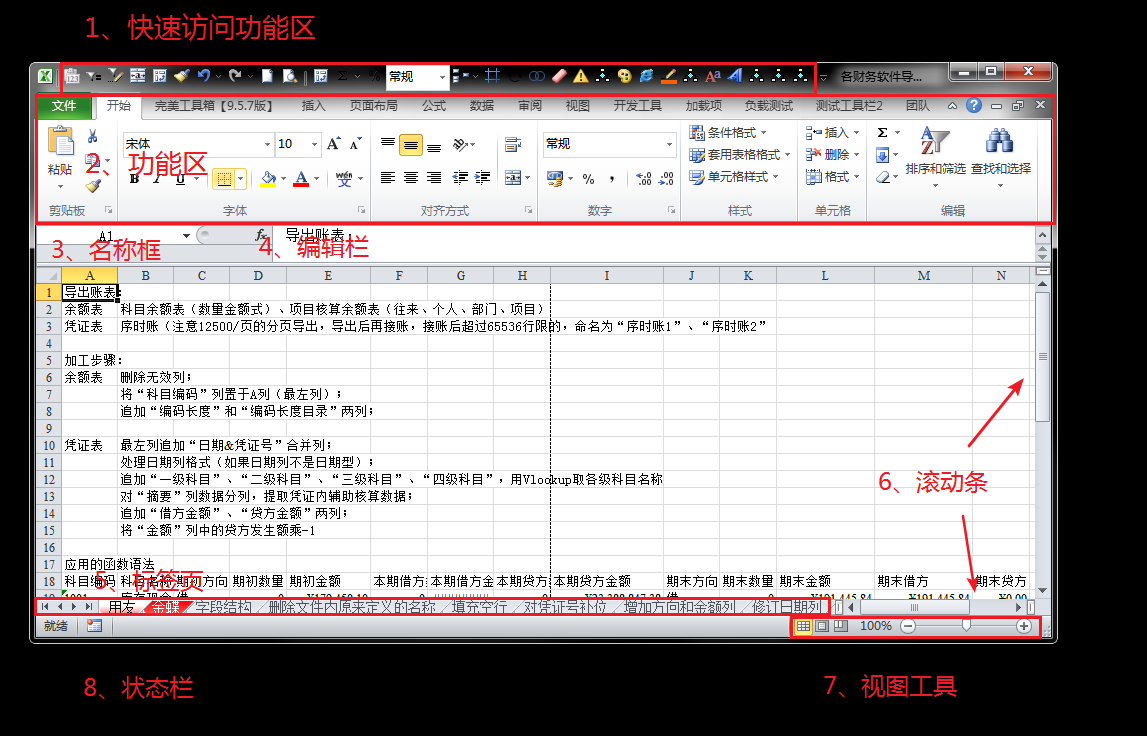 1、快速访问功能区
常规 各财务软件导...
文件 开始 完美工具箱【9.5.7版】 插入 页面布局 公式 数据 审阅 视图 开发工具 加载项 负载测试 测试工具栏2 团队
宋体 10 常规 条件格式 插入 Σ
粘贴 套用表格格式 删除 排序和筛选 查找和选择
2、功能区
B I U A 单元格样式 格式
剪贴板 字体 对齐方式 数字 样式 单元格 编辑
A1 fx 导出账表:
3、名称框 4、编辑栏
A B C D E F G H I J K L M N
1 导出账表:
2 余额表 科目余额表（数量金额式）、项目核算余额表（往来、个人、部门、项目）
3 凭证表 序时账（注意12500/页的分页导出，导出后再接账，接账后超过65536行限的，命名为“序时账1”、“序时账2”
4
5 加工步骤：
6 余额表 删除无效列；
7 将“科目编码”列置于A列（最左列）；
8 追加“编码长度”和“编码长度目录”两列；
9
10 凭证表 最左列追加“日期&凭证号”合并列；
11 处理日期列格式（如果日期列不是日期型）；
12 追加“一级科目”、“二级科目”、“三级科目”、“四级科目”，用Vlookup取各级科目名称
13 对“摘要”列数据分列，提取凭证内辅助核算数据；
14 追加“借方金额”、“贷方金额”两列；
15 将“金额”列中的贷方发生额乘-1
6、滚动条
16
17 应用的函数语法
18 科目编码 科目名称 期初方向 期初数量 期初金额 本期借方 本期借方金 本期贷方 本期贷方金额 期末方向 期末数量 期末金额 期末借方 期末贷方
5、标签页
用友 金蝶 字段结构 删除文件内原来定义的名称 填充空行 对凭证号补位 增加方向和余额列 修订日期列
就绪 100%
8、状态栏 7、视图工具